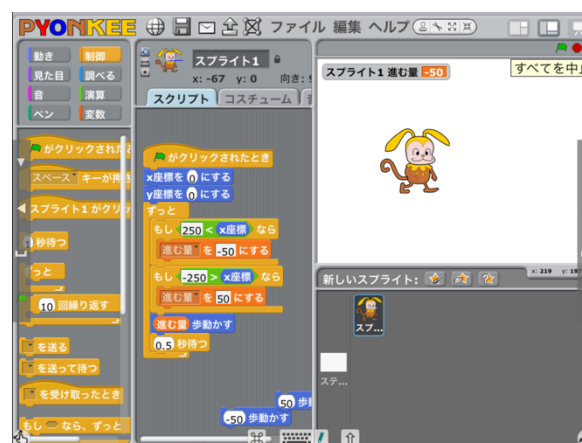 PYONKEE ファイル 編集 ヘルプ
動き 制御
見た目 調べる
音 演算
ペン 変数
がクリックされた
スペース キーが押さ
スプライト1 がクリ
秒待つ
10 回繰り返す
を送る
を送って待つ
を受け取ったとき
もし なら、ずっと
スプライト1
x: -67 y: 0 向き:
スクリプト コスチューム
がクリックされたとき
x座標を 0 にする
y座標を 0 にする
ずっと
もし 250 < x座標 なら
進む量 を -50 にする
もし -250 > x座標 なら
進む量 を 50 にする
進む量 歩動かす
0.5 秒待つ
50 歩
-50 歩動かす
スプライト1 進む量 -50
すべてを中
新しいスプライト:
x: 219 y: 197
スプ...
ステ...